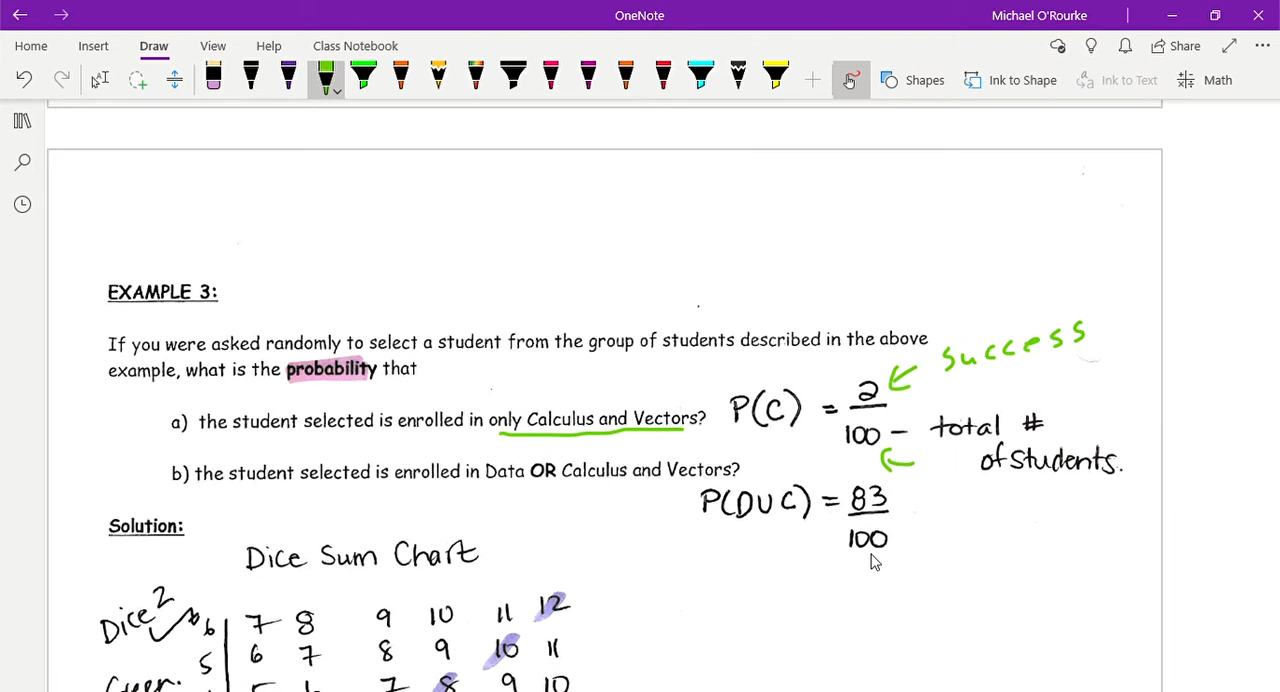 OneNote
Michael O'Rourke
Home Insert Draw View Help Class Notebook
Share
Shapes Ink to Shape Ink to Text Math
EXAMPLE 3:
If you were asked randomly to select a student from the group of students described in the above
example, what is the probability that
success
a) the student selected is enrolled in only Calculus and Vectors?
P(C) = 2/100 - total #
of students.
b) the student selected is enrolled in Data OR Calculus and Vectors?
P(D∪C) = 83/100
Solution:
Dice Sum Chart
Dice 2
6 7 8 9 10 11 12
5 6 7 8 9 10 11
7 8 9 10